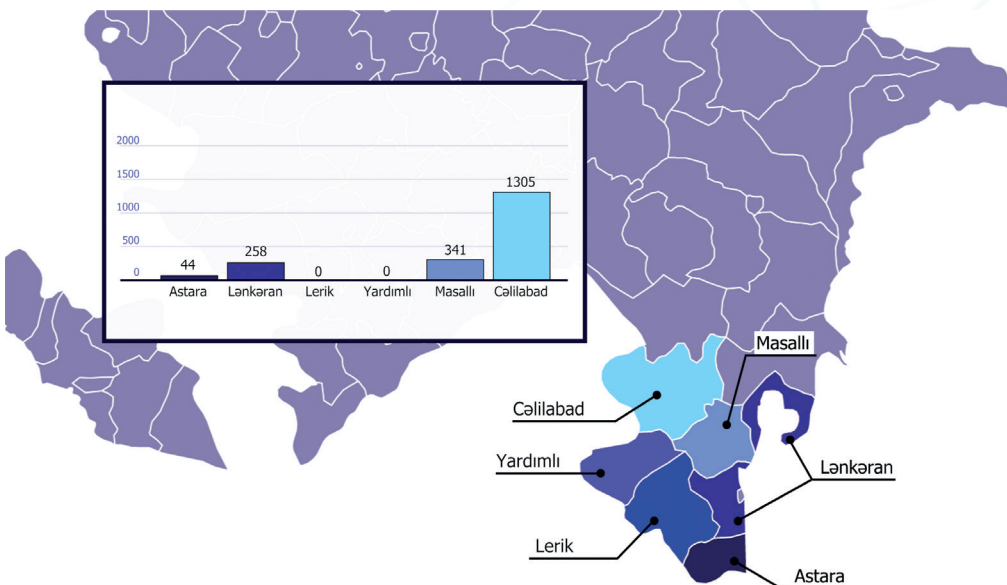 2000
1500
1305
1000
500
341
258
44
0
0
0
Astara
Lənkəran
Lerik
Yardımlı
Masallı
Cəlilabad
Masallı
Cəlilabad
Yardımlı
Lənkəran
Lerik
Astara